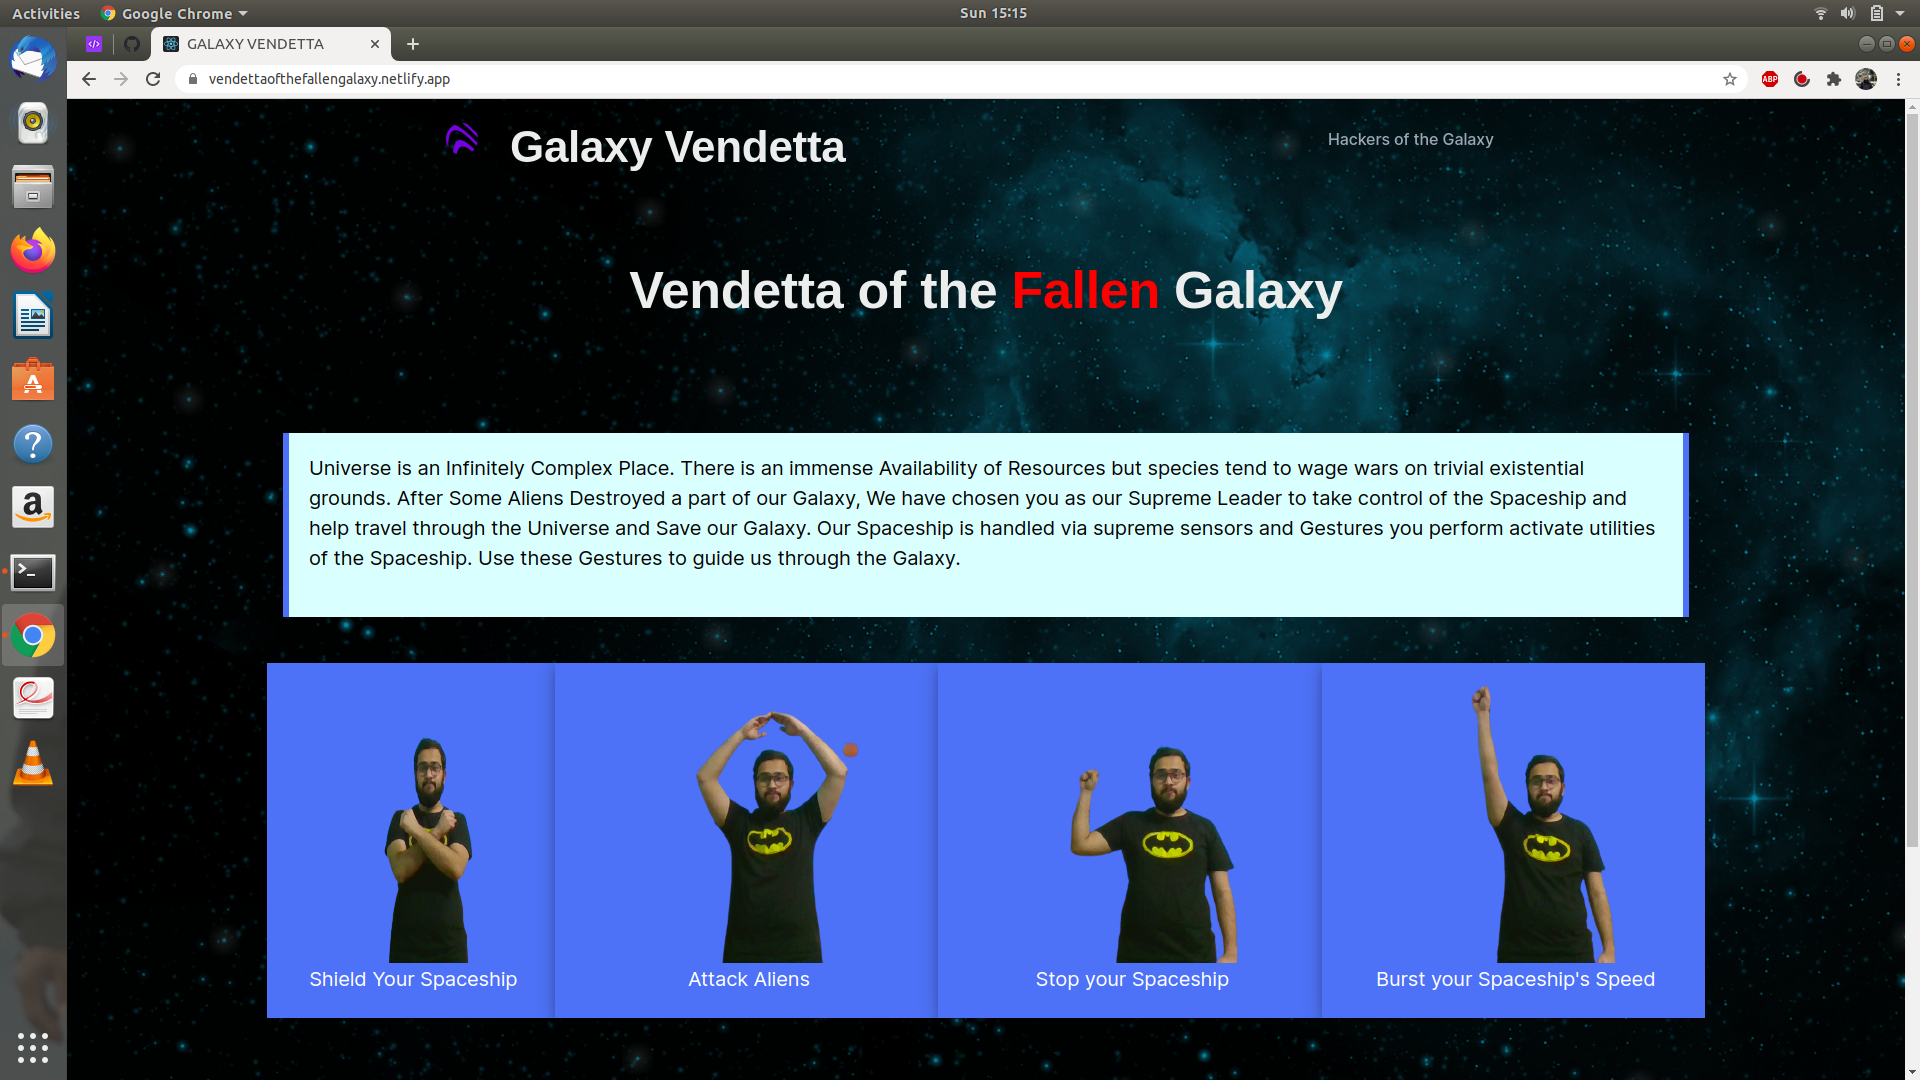 Activities
Google Chrome
Sun 15:15
GALAXY VENDETTA
vendettaofthefallengalaxy.netlify.app
ABP
Galaxy Vendetta
Hackers of the Galaxy
Vendetta of the Fallen Galaxy
Universe is an Infinitely Complex Place. There is an immense Availability of Resources but species tend to wage wars on trivial existential
grounds. After Some Aliens Destroyed a part of our Galaxy, We have chosen you as our Supreme Leader to take control of the Spaceship and
help travel through the Universe and Save our Galaxy. Our Spaceship is handled via supreme sensors and Gestures you perform activate utilities
of the Spaceship. Use these Gestures to guide us through the Galaxy.
Shield Your Spaceship
Attack Aliens
Stop your Spaceship
Burst your Spaceship's Speed